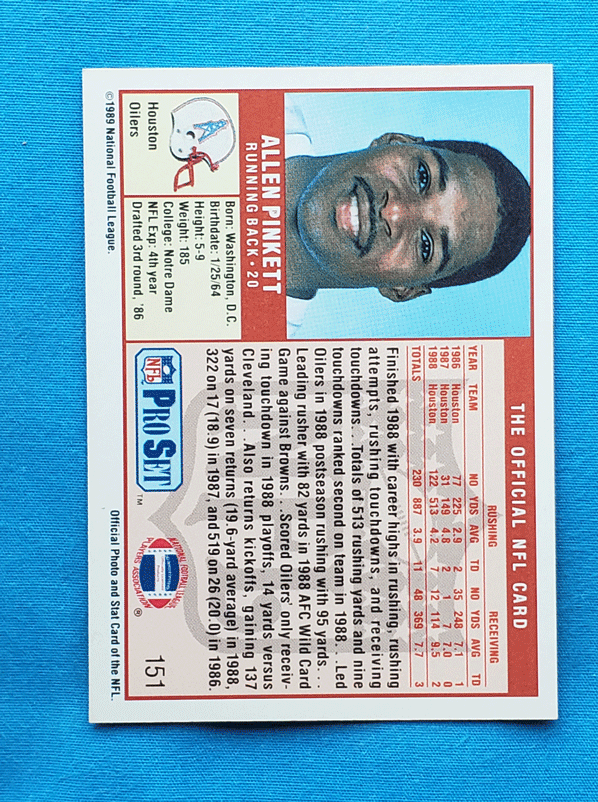 THE OFFICIAL NFL CARD
RUSHING RECEIVING
YEAR TEAM NO YDS AVG TD NO YDS AVG TD
1986 Houston 77 225 2.9 2 35 248 7.1 1
1987 Houston 31 149 4.8 2 1 7 7.0 0
1988 Houston 122 513 4.2 7 12 114 9.5 2
TOTALS 230 887 3.9 11 48 369 7.7 3
Finished 1988 with career highs in rushing, rushing
attempts, rushing touchdowns, and receiving
touchdowns. . .Totals of 513 rushing yards and nine
touchdowns ranked second on team in 1988. . .Led
Oilers in 1988 postseason rushing with 95 yards. . .
Leading rusher with 82 yards in 1988 AFC Wild Card
Game against Browns. . .Scored Oilers' only receiv-
ing touchdown in 1988 playoffs, 14 yards versus
Cleveland. . .Also returns kickoffs, gaining 137
yards on seven returns (19.6-yard average) in 1988,
322 on 17 (18.9) in 1987, and 519 on 26 (20.0) in 1986.
ALLEN PINKETT
RUNNING BACK • 20
Houston
Oilers
Born: Washington, D.C.
Birthdate: 1/25/64
Height: 5-9
Weight: 185
College: Notre Dame
NFL Exp: 4th year
Drafted 3rd round, '86
NFL PRO SET ™
NATIONAL FOOTBALL LEAGUE
PLAYERS ASSOCIATION ®
151
©1989 National Football League.
Official Photo and Stat Card of the NFL.